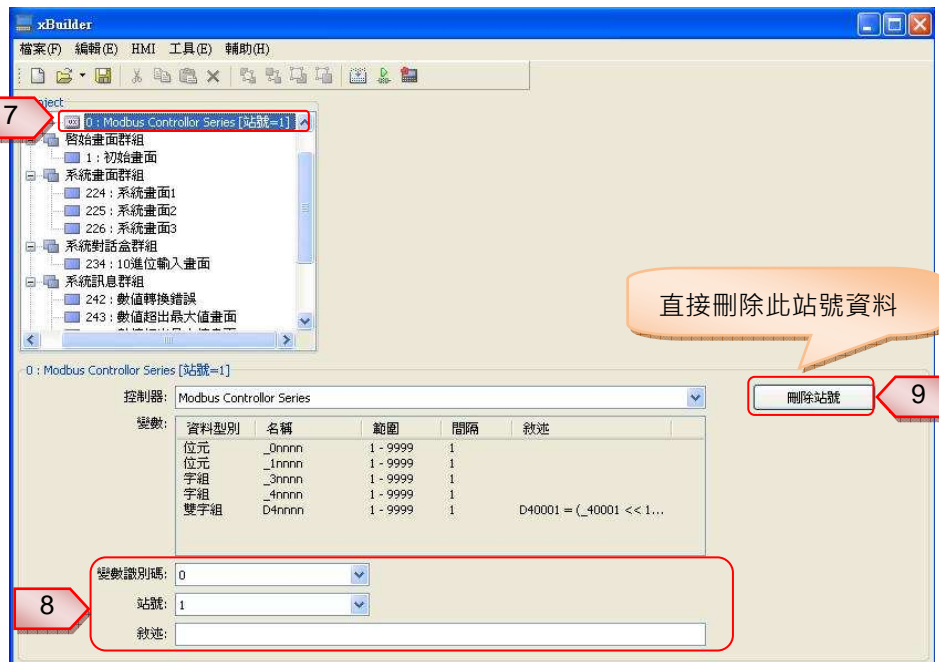 xBuilder
檔案(F) 編輯(E) HMI 工具(E) 輔助(H)
7
0 : Modbus Controllor Series [站號=1]
啓始畫面群組
1 : 初始畫面
系統畫面群組
224 : 系統畫面1
225 : 系統畫面2
226 : 系統畫面3
系統對話盒群組
234 : 10進位輸入畫面
系統訊息群組
242 : 數值轉換錯誤
243 : 數值超出最大值畫面
直接刪除此站號資料
0 : Modbus Controllor Series [站號=1]
控制器: Modbus Controllor Series
刪除站號
9
變數:
資料型別 名稱 範圍 間隔 敘述
位元 _0nnnn 1 - 9999 1
位元 _1nnnn 1 - 9999 1
字組 _3nnnn 1 - 9999 1
字組 _4nnnn 1 - 9999 1
雙字組 D4nnnn 1 - 9999 1 D40001 = (_40001 << 1...
變數識別碼: 0
8
站號: 1
敘述: